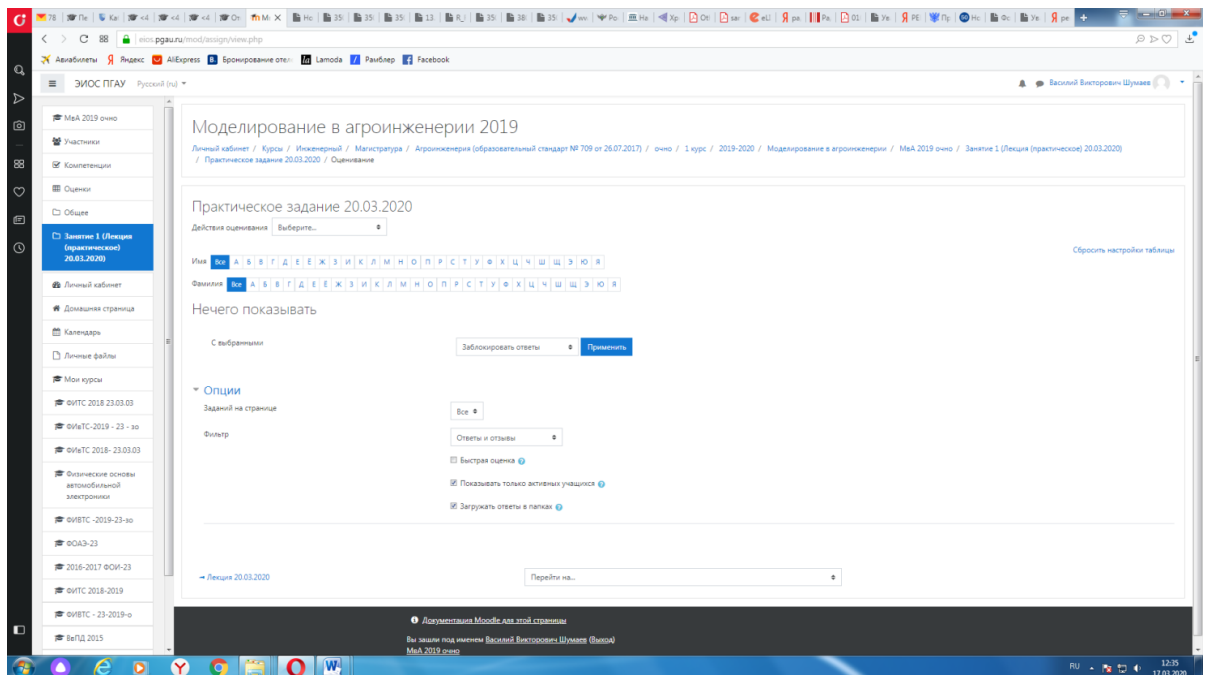 eios.pgau.ru/mod/assign/view.php
Авиабилеты Яндекс AliExpress Бронирование отел Lamoda Рамблер Facebook
ЭИОС ПГАУ Русский (ru)
Василий Викторович Шумаев
МвА 2019 очно
Участники
Компетенции
Оценки
Общее
Занятие 1 (Лекция
(практическое)
20.03.2020)
Личный кабинет
Домашняя страница
Календарь
Личные файлы
Мои курсы
ФИТС 2018 23.03.03
ФИвТС-2019 - 23 - зо
ФИвТС 2018- 23.03.03
Физические основы
автомобильной
электроники
ФИВТС -2019-23-зо
ФОАЭ-23
2016-2017 ФОИ-23
ФИТС 2018-2019
ФИВТС - 23-2019-о
ВвПД 2015
Моделирование в агроинженерии 2019
Личный кабинет / Курсы / Инженерный / Магистратура / Агроинженерия (образовательный стандарт № 709 от 26.07.2017) / очно / 1 курс / 2019-2020 / Моделирование в агроинженерии / МвА 2019 очно / Занятие 1 (Лекция (практическое) 20.03.2020)
/ Практическое задание 20.03.2020 / Оценивание
Практическое задание 20.03.2020
Действия оценивания Выберите...
Сбросить настройки таблицы
Имя Все А Б В Г Д Е Ё Ж З И К Л М Н О П Р С Т У Ф Х Ц Ч Ш Щ Э Ю Я
Фамилия Все А Б В Г Д Е Ё Ж З И К Л М Н О П Р С Т У Ф Х Ц Ч Ш Щ Э Ю Я
Нечего показывать
С выбранными Заблокировать ответы Применить
Опции
Заданий на странице Все
Фильтр Ответы и отзывы
Быстрая оценка
Показывать только активных учащихся
Загружать ответы в папках
Лекция 20.03.2020 Перейти на...
Документация Moodle для этой страницы
Вы зашли под именем Василий Викторович Шумаев (Выход)
МвА 2019 очно
RU 12:35
17.03.2020